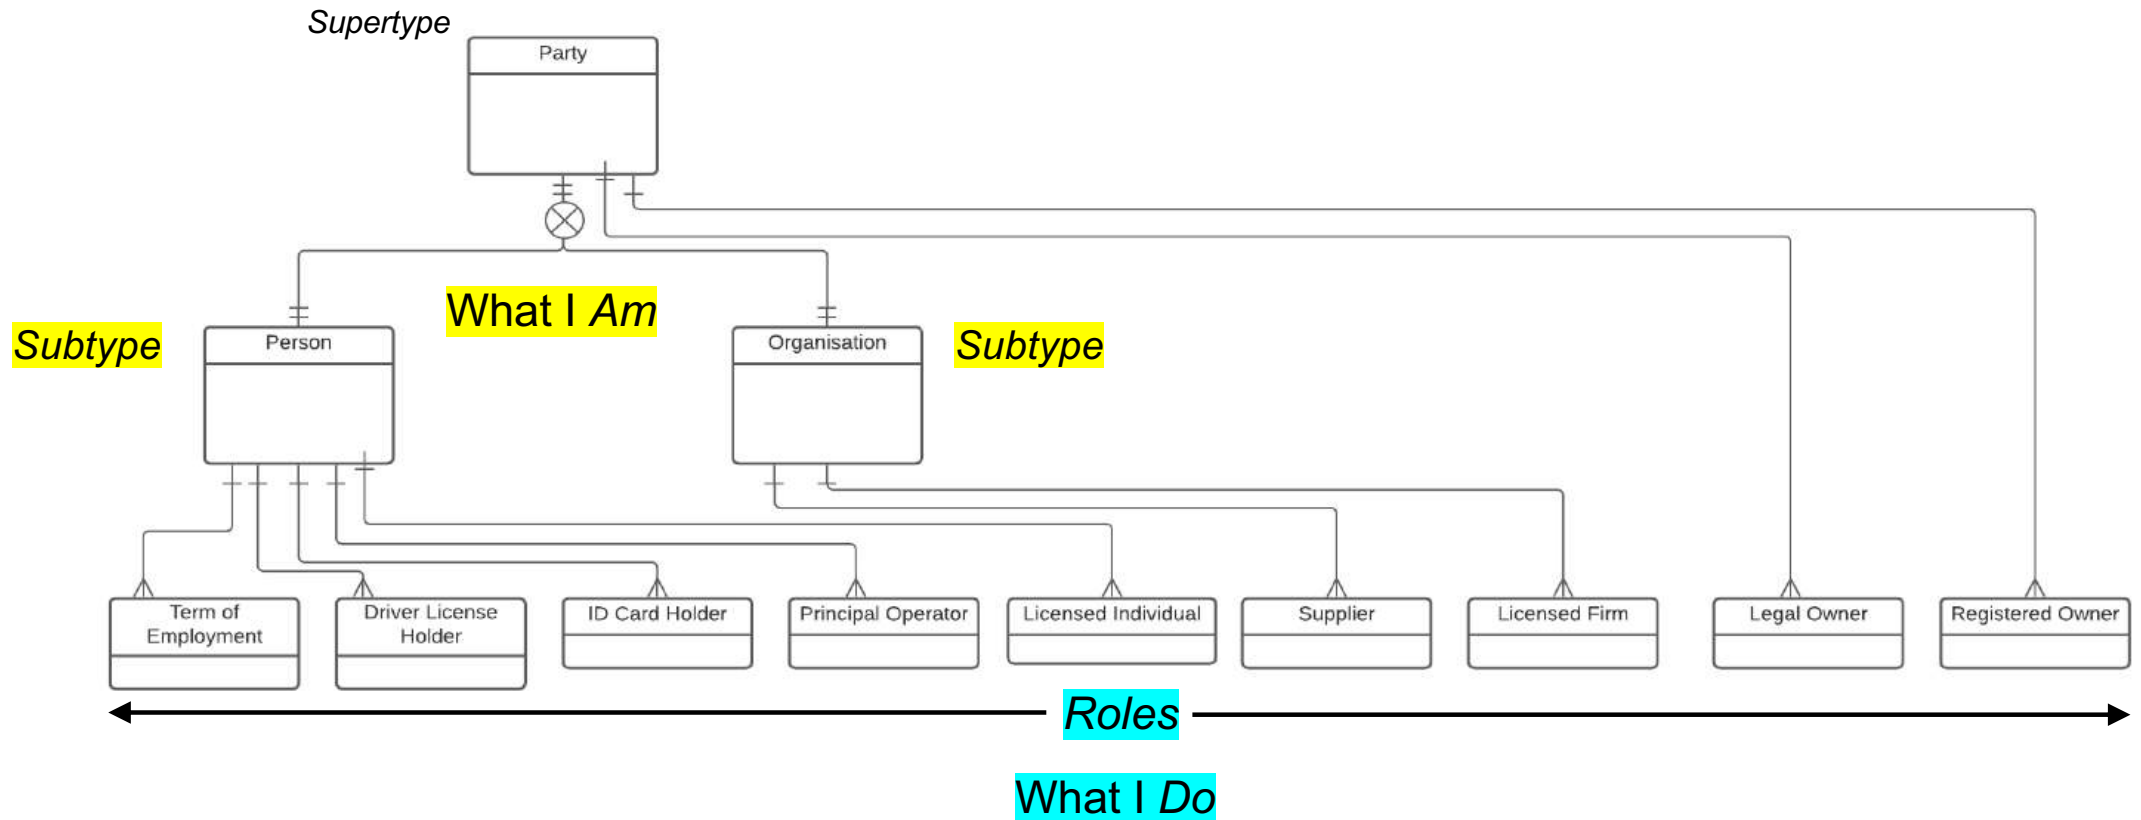 Supertype
Party
What I Am
Subtype
Person
Organisation
Subtype
Term of
Employment
Driver License
Holder
ID Card Holder
Principal Operator
Licensed Individual
Supplier
Licensed Firm
Legal Owner
Registered Owner
Roles
What I Do